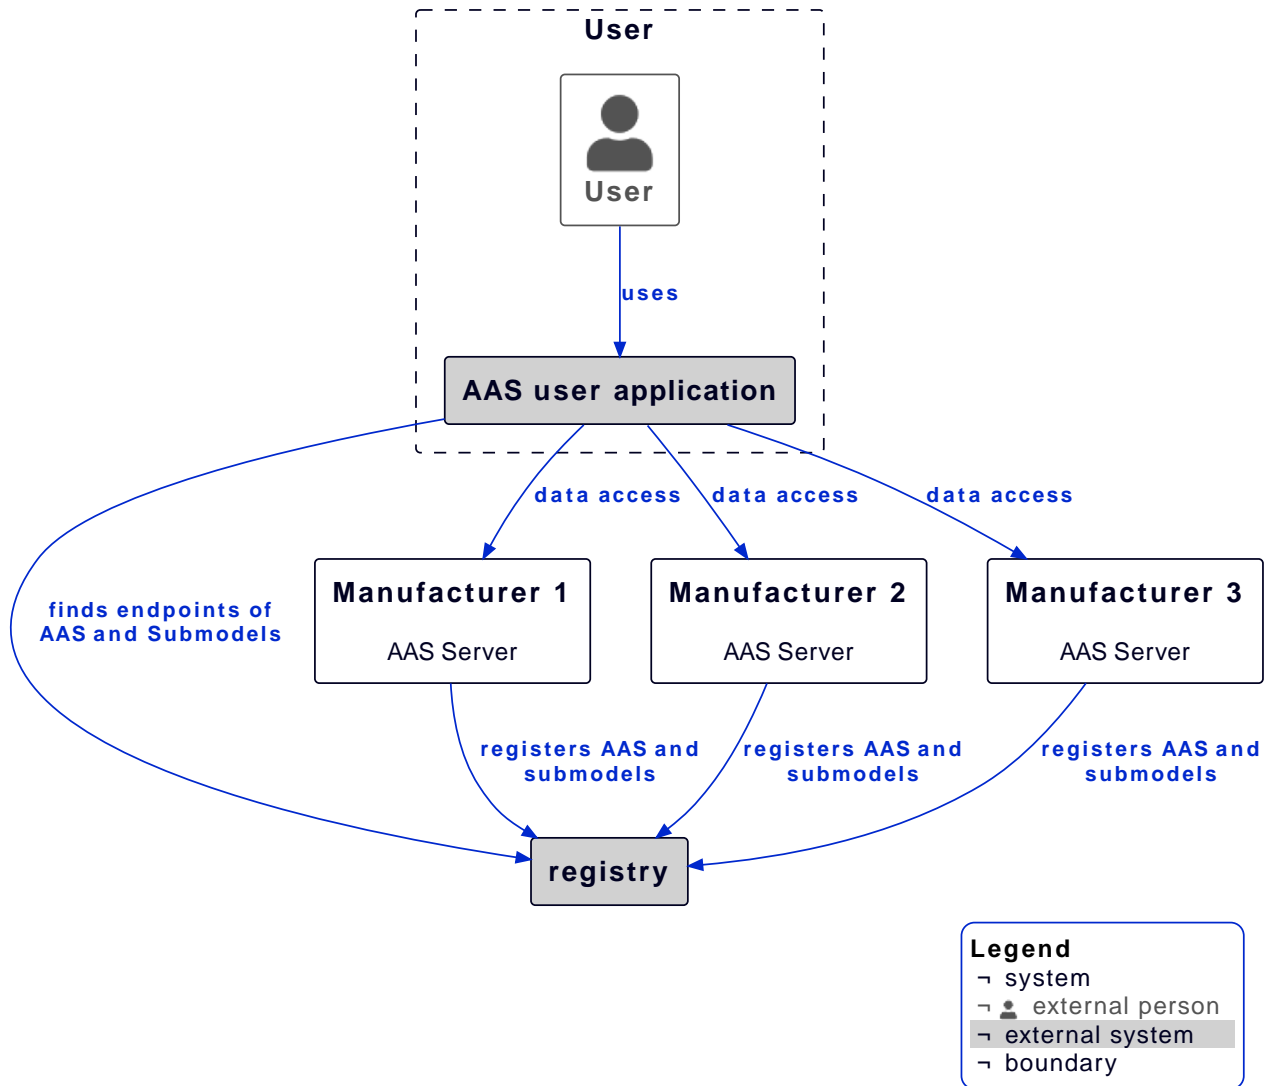 User
User
uses
AAS user application
data access
data access
data access
Manufacturer 1
AAS Server
Manufacturer 2
AAS Server
Manufacturer 3
AAS Server
finds endpoints of
AAS and Submodels
registers AAS and
submodels
registers AAS and
submodels
registers AAS and
submodels
registry
Legend
¬ system
¬ external person
¬ external system
¬ boundary